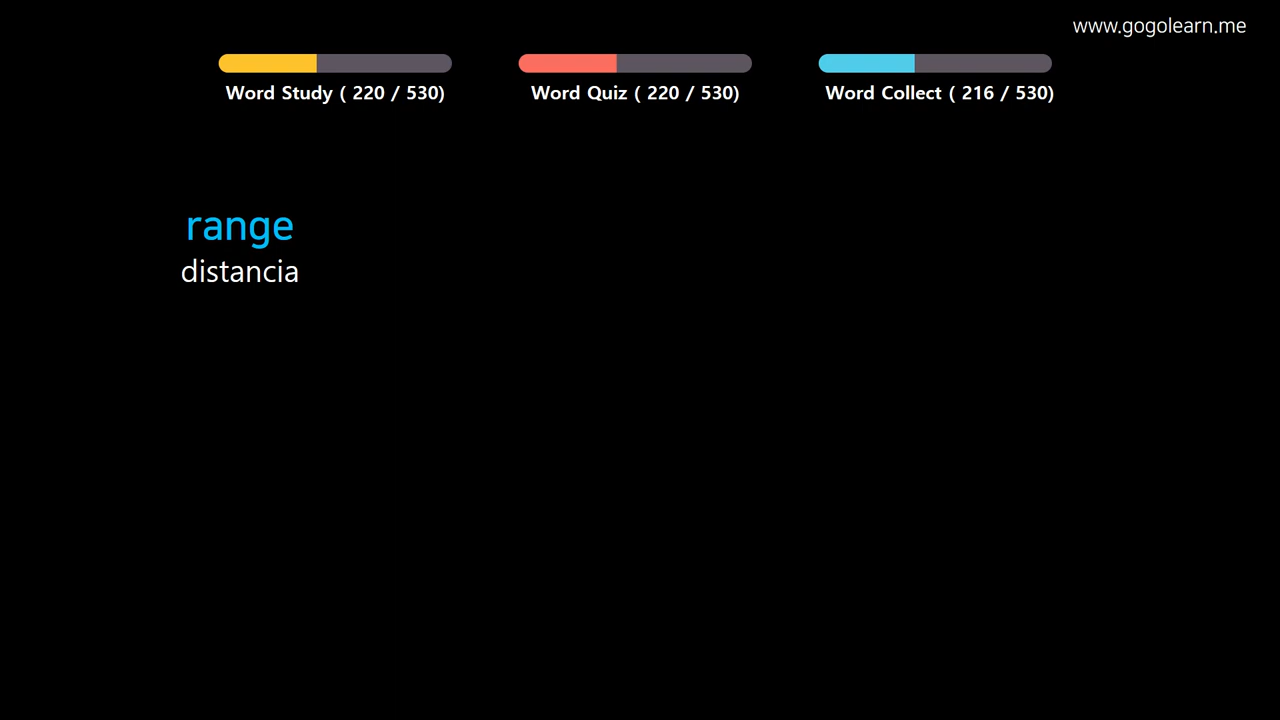 www.gogolearn.me
Word Study ( 220 / 530)
Word Quiz ( 220 / 530)
Word Collect ( 216 / 530)
range
distancia